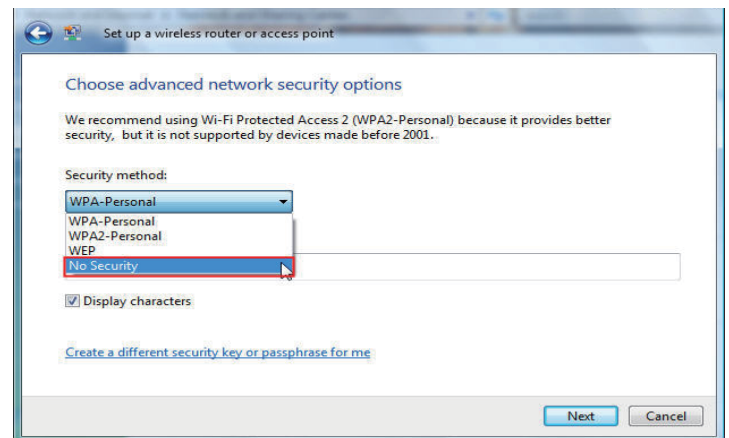 Set up a wireless router or access point
Choose advanced network security options
We recommend using Wi-Fi Protected Access 2 (WPA2-Personal) because it provides better
security, but it is not supported by devices made before 2001.
Security method:
WPA-Personal
WPA-Personal
WPA2-Personal
WEP
No Security
Display characters
Create a different security key or passphrase for me
Next
Cancel